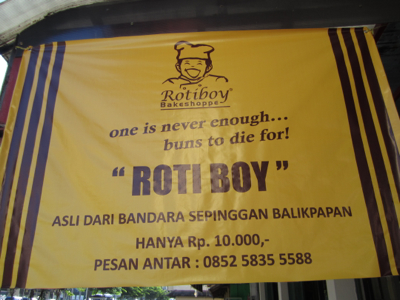 Rotiboy®
Bakeshoppe
one is never enough...
buns to die for!
" ROTI BOY "
ASLI DARI BANDARA SEPINGGAN BALIKPAPAN
HANYA Rp. 10.000,-
PESAN ANTAR : 0852 5835 5588